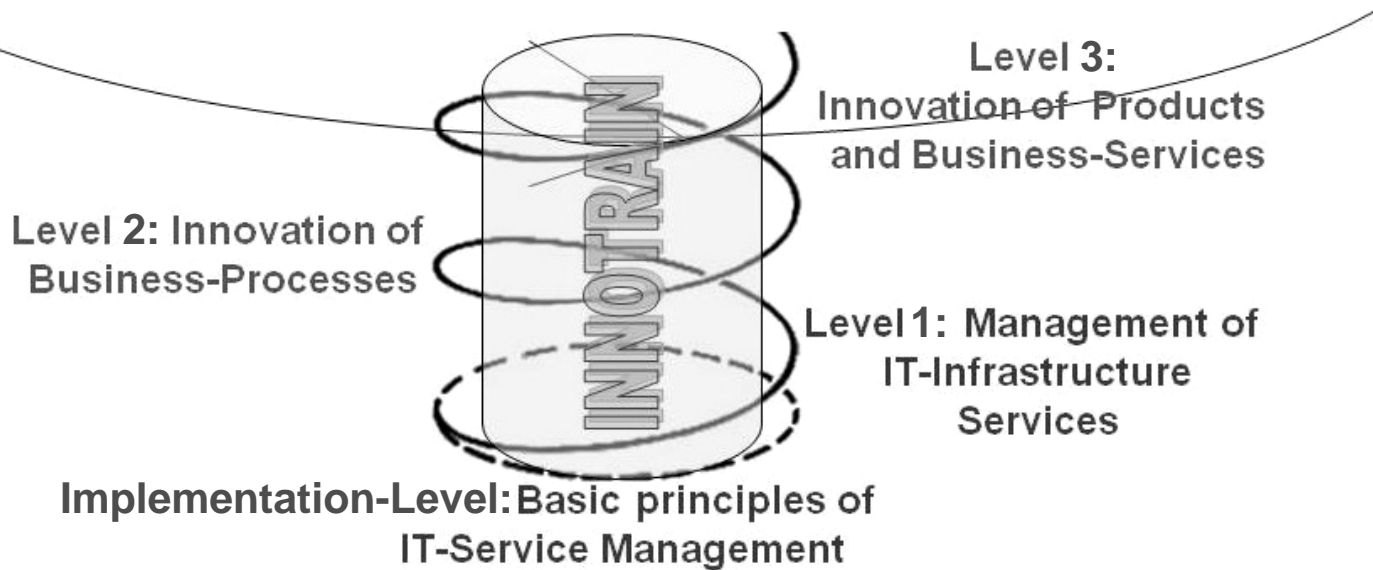 Level 3:
Innovation of Products
and Business-Services
Level 2: Innovation of
Business-Processes
INNOTRAIN
Level 1: Management of
IT-Infrastructure
Services
Implementation-Level: Basic principles of
IT-Service Management